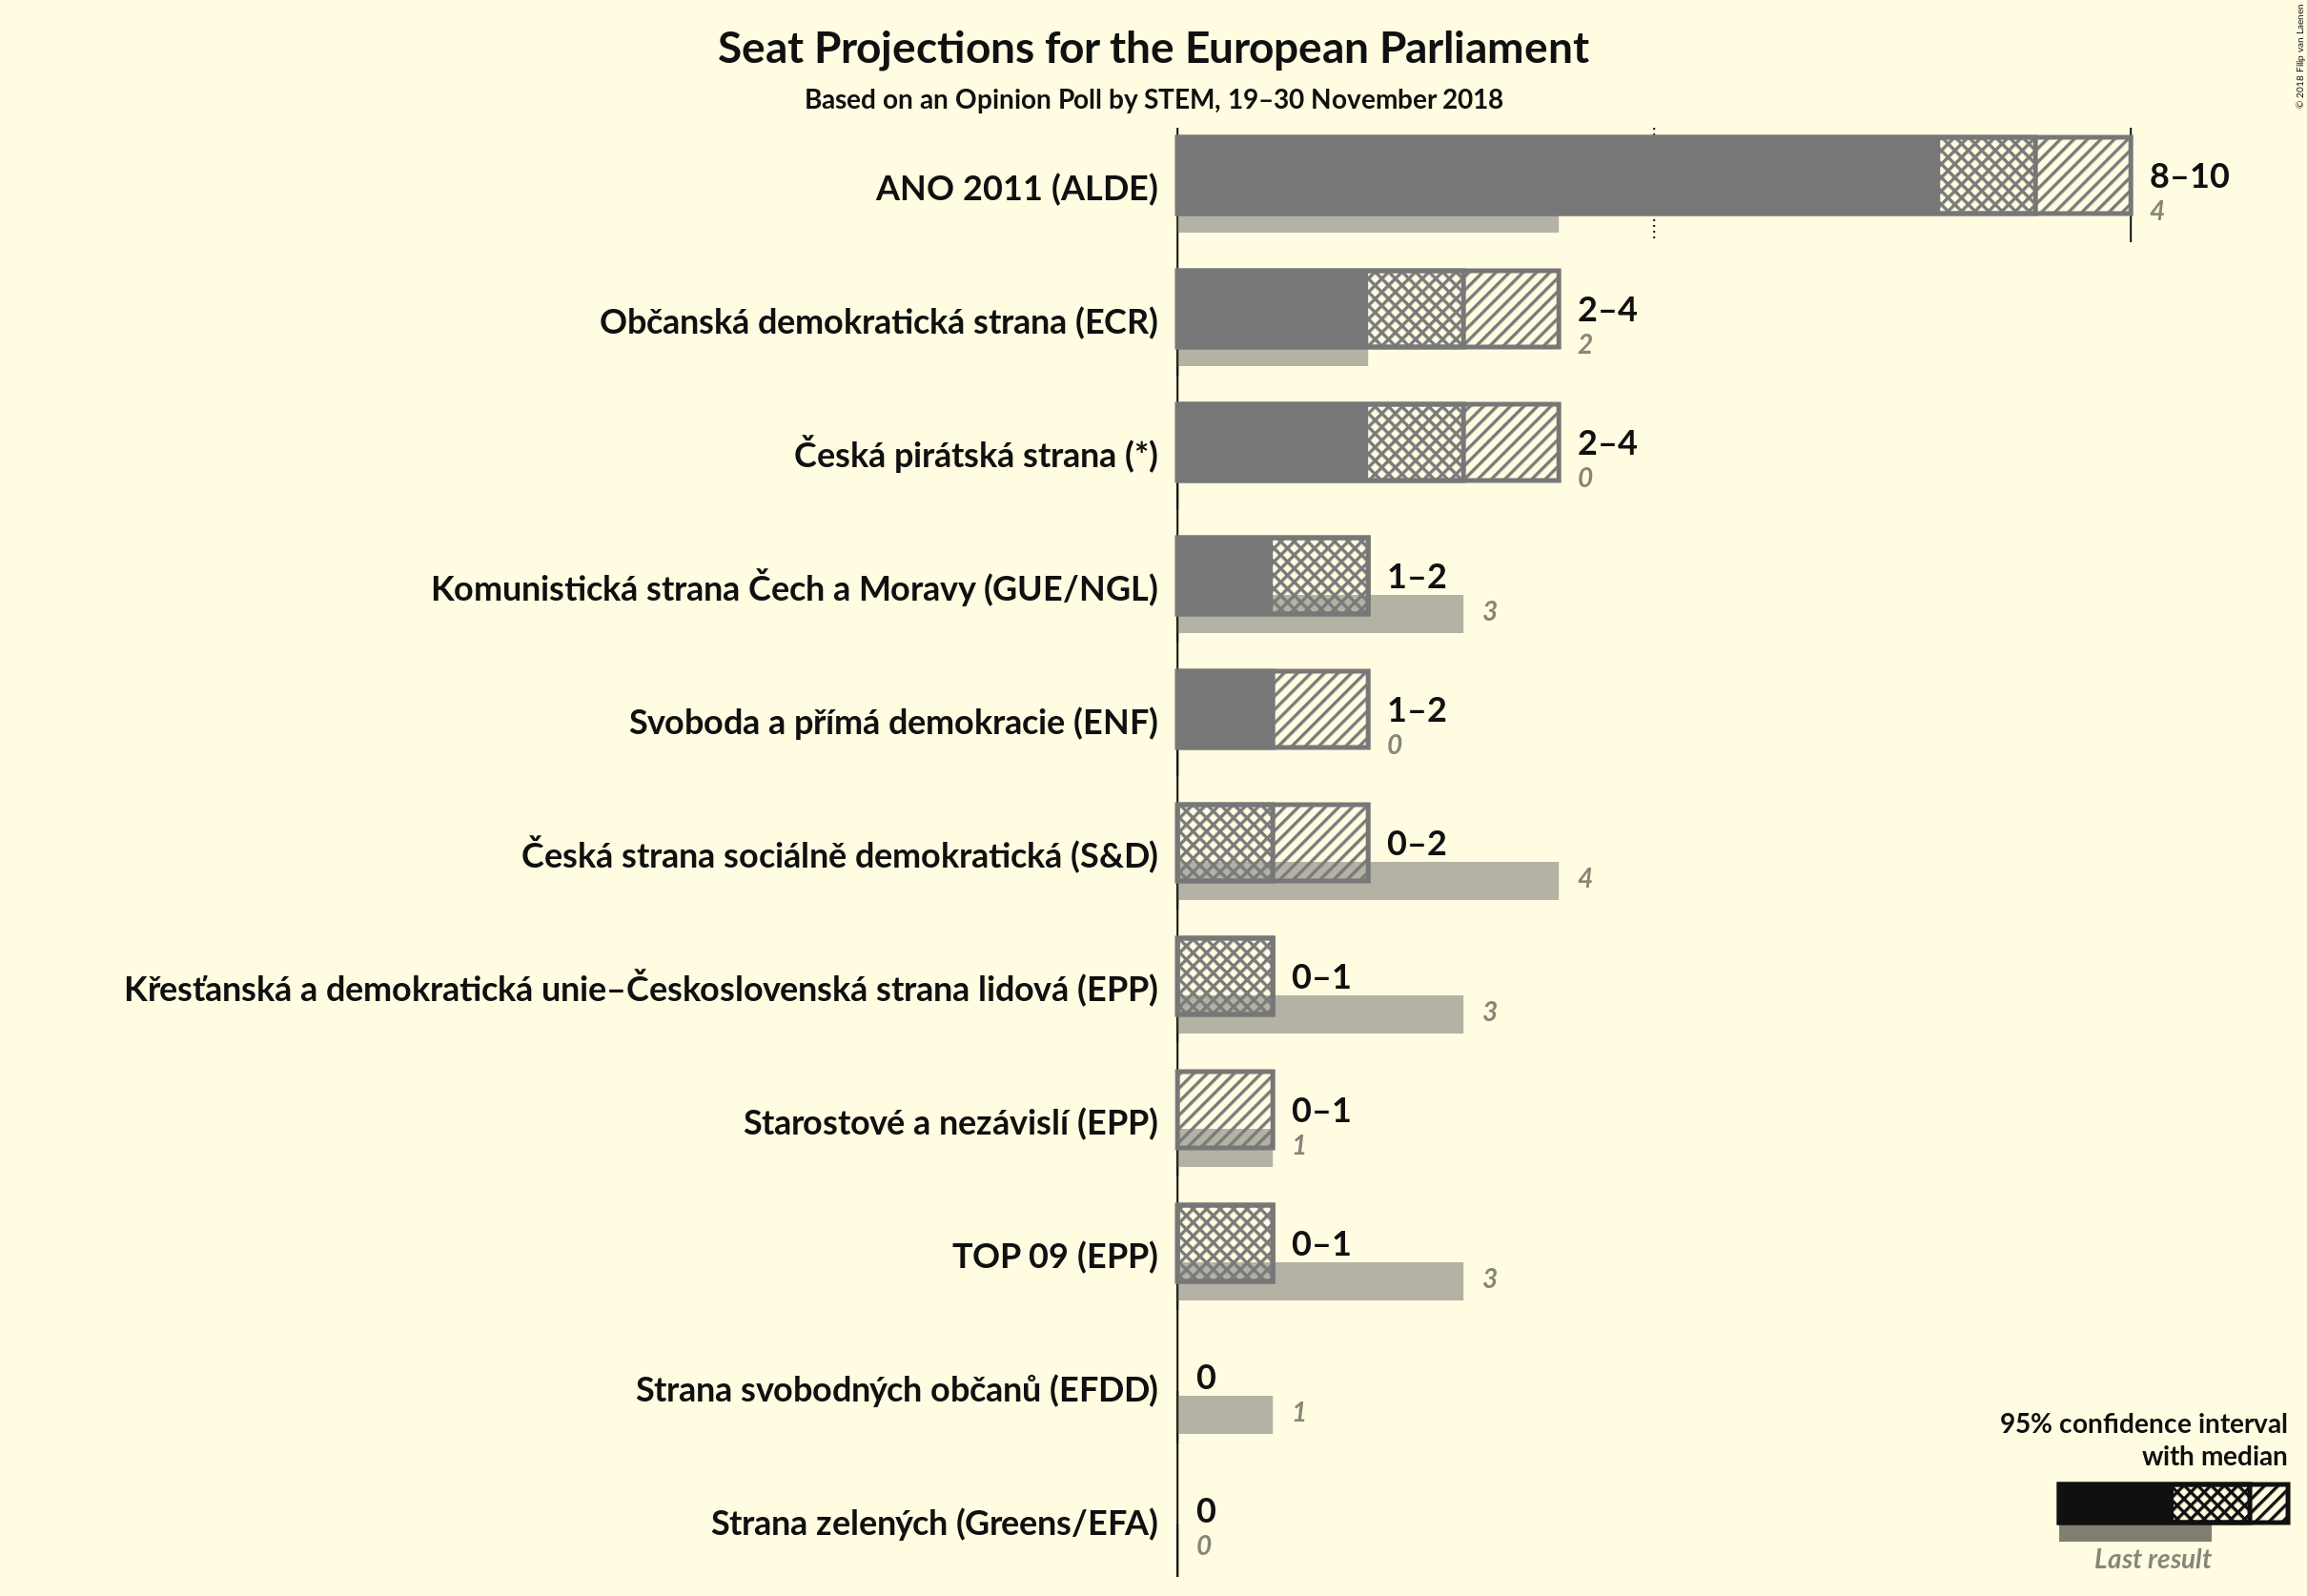 Seat Projections for the European Parliament
Based on an Opinion Poll by STEM, 19–30 November 2018
© 2018 Filip van Laenen
ANO 2011 (ALDE)
8–10
4
Občanská demokratická strana (ECR)
2–4
2
Česká pirátská strana (*)
2–4
0
Komunistická strana Čech a Moravy (GUE/NGL)
1–2
3
Svoboda a přímá demokracie (ENF)
1–2
0
Česká strana sociálně demokratická (S&D)
0–2
4
Křesťanská a demokratická unie–Československá strana lidová (EPP)
0–1
3
Starostové a nezávislí (EPP)
0–1
1
TOP 09 (EPP)
0–1
3
Strana svobodných občanů (EFDD)
0
1
Strana zelených (Greens/EFA)
0
0
95% confidence interval
with median
Last result